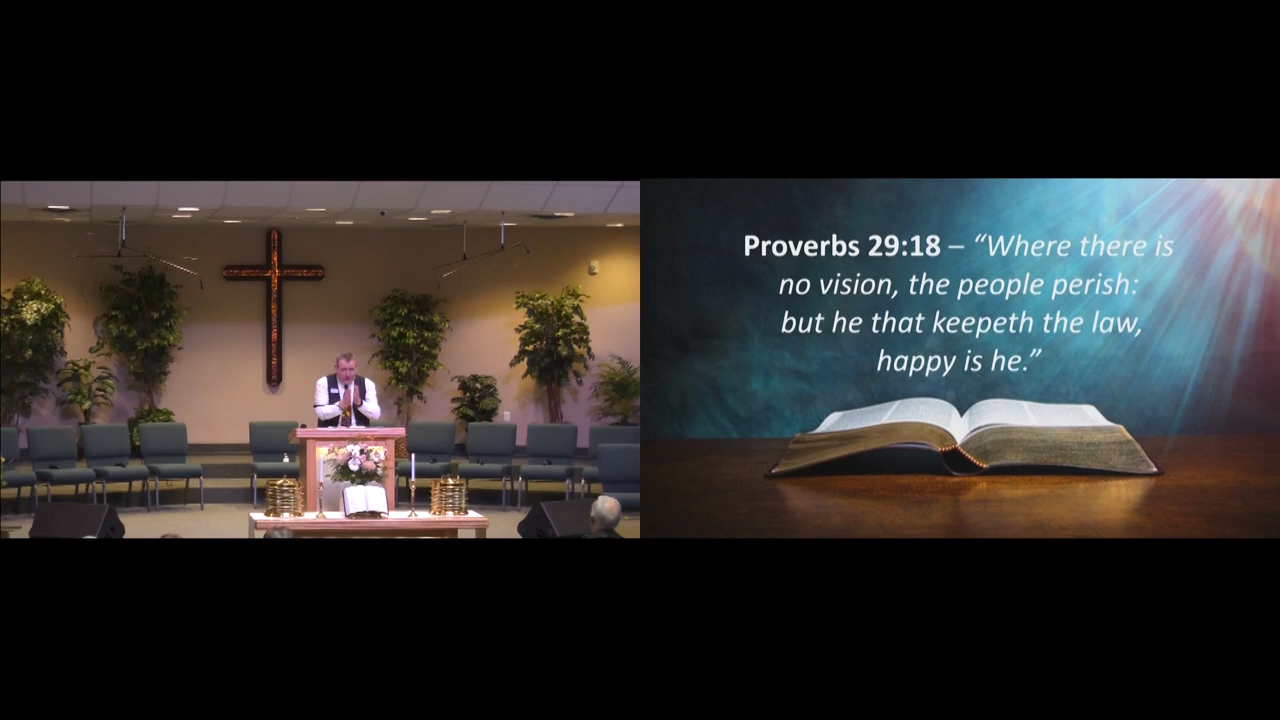 Proverbs 29:18 – “Where there is
no vision, the people perish:
but he that keepeth the law,
happy is he.”